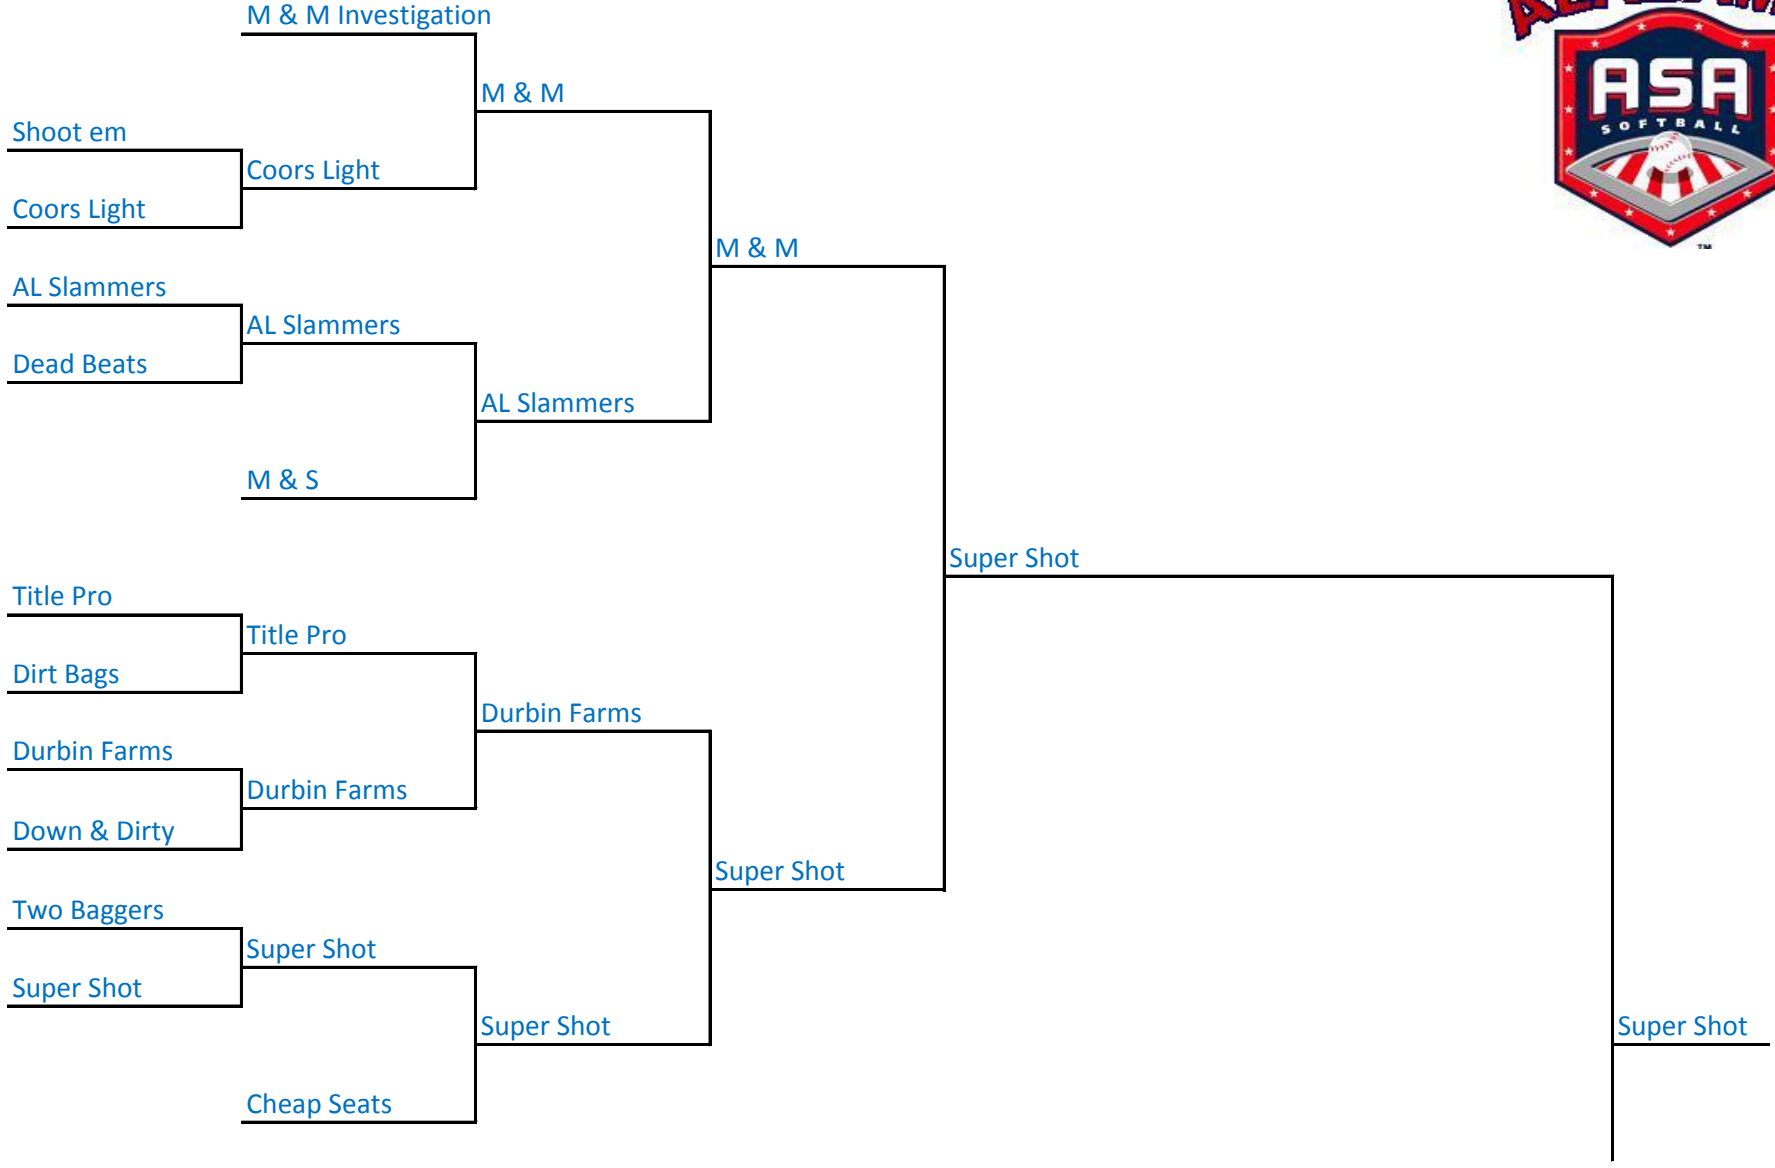 M & M Investigation
M & M
Shoot em
Coors Light
Coors Light
M & M
AL Slammers
AL Slammers
Dead Beats
AL Slammers
M & S
Super Shot
Title Pro
Title Pro
Dirt Bags
Durbin Farms
Durbin Farms
Durbin Farms
Down & Dirty
Super Shot
Two Baggers
Super Shot
Super Shot
Super Shot
Super Shot
Cheap Seats
ASA
SOFTBALL
TM